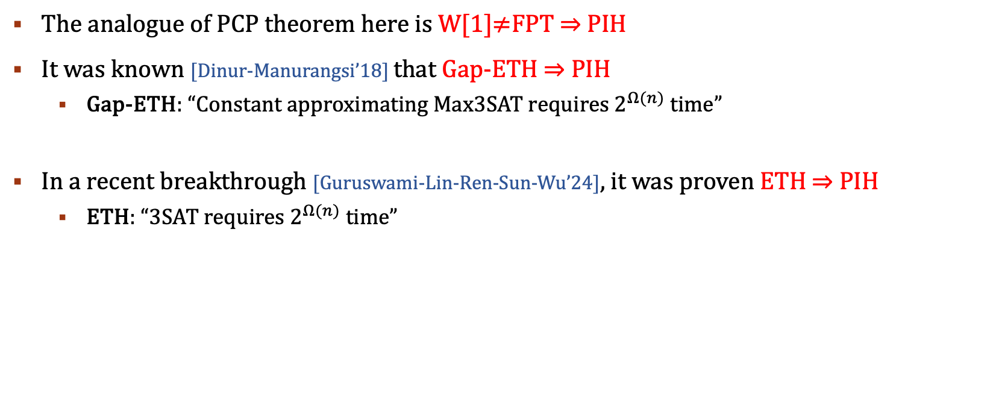 ▪ The analogue of PCP theorem here is W[1]≠FPT ⇒ PIH
▪ It was known [Dinur-Manurangsi’18] that Gap-ETH ⇒ PIH
▪ Gap-ETH: “Constant approximating Max3SAT requires 2^Ω(n) time”
▪ In a recent breakthrough [Guruswami-Lin-Ren-Sun-Wu’24], it was proven ETH ⇒ PIH
▪ ETH: “3SAT requires 2^Ω(n) time”